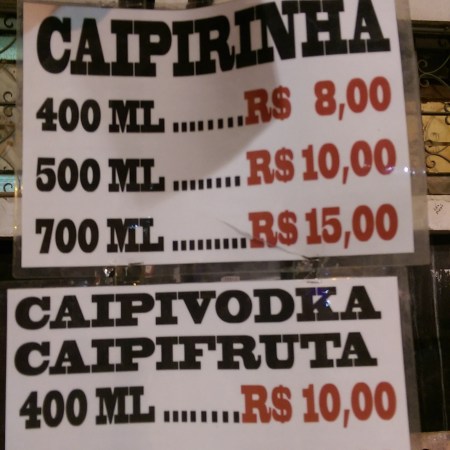 CAIPIRINHA
400 ML ......... R$ 8,00
500 ML ......... R$ 10,00
700 ML ......... R$ 15,00
CAIPIVODKA
CAIPIFRUTA
400 ML ......... R$ 10,00